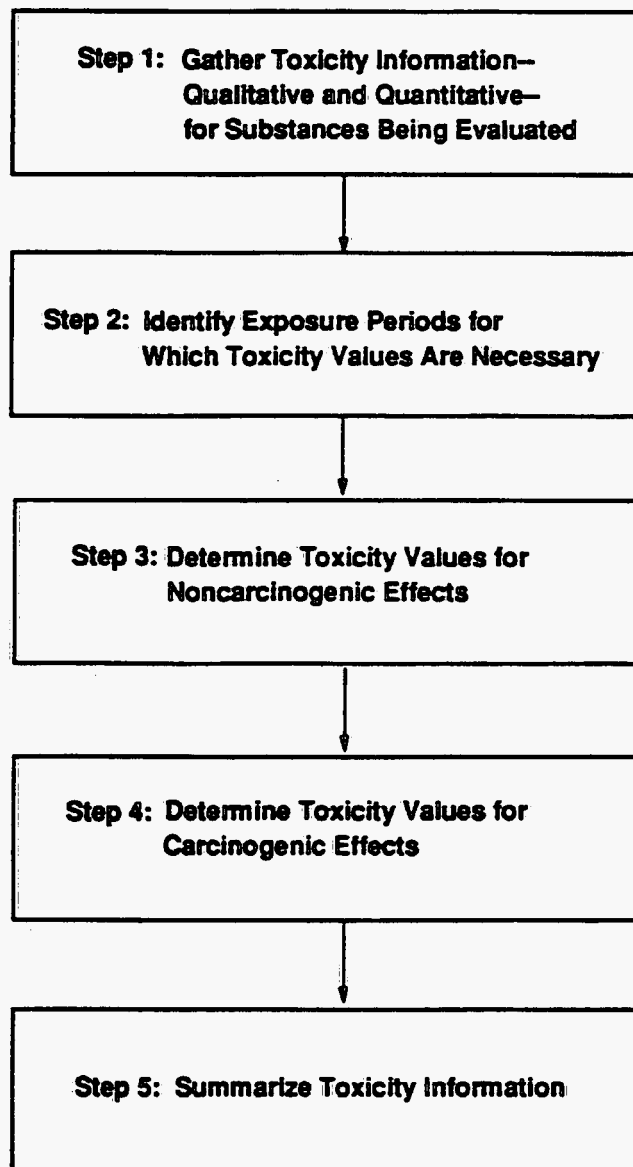 Step 1: Gather Toxicity Information–
Qualitative and Quantitative–
for Substances Being Evaluated
Step 2: Identify Exposure Periods for
Which Toxicity Values Are Necessary
Step 3: Determine Toxicity Values for
Noncarcinogenic Effects
Step 4: Determine Toxicity Values for
Carcinogenic Effects
Step 5: Summarize Toxicity Information